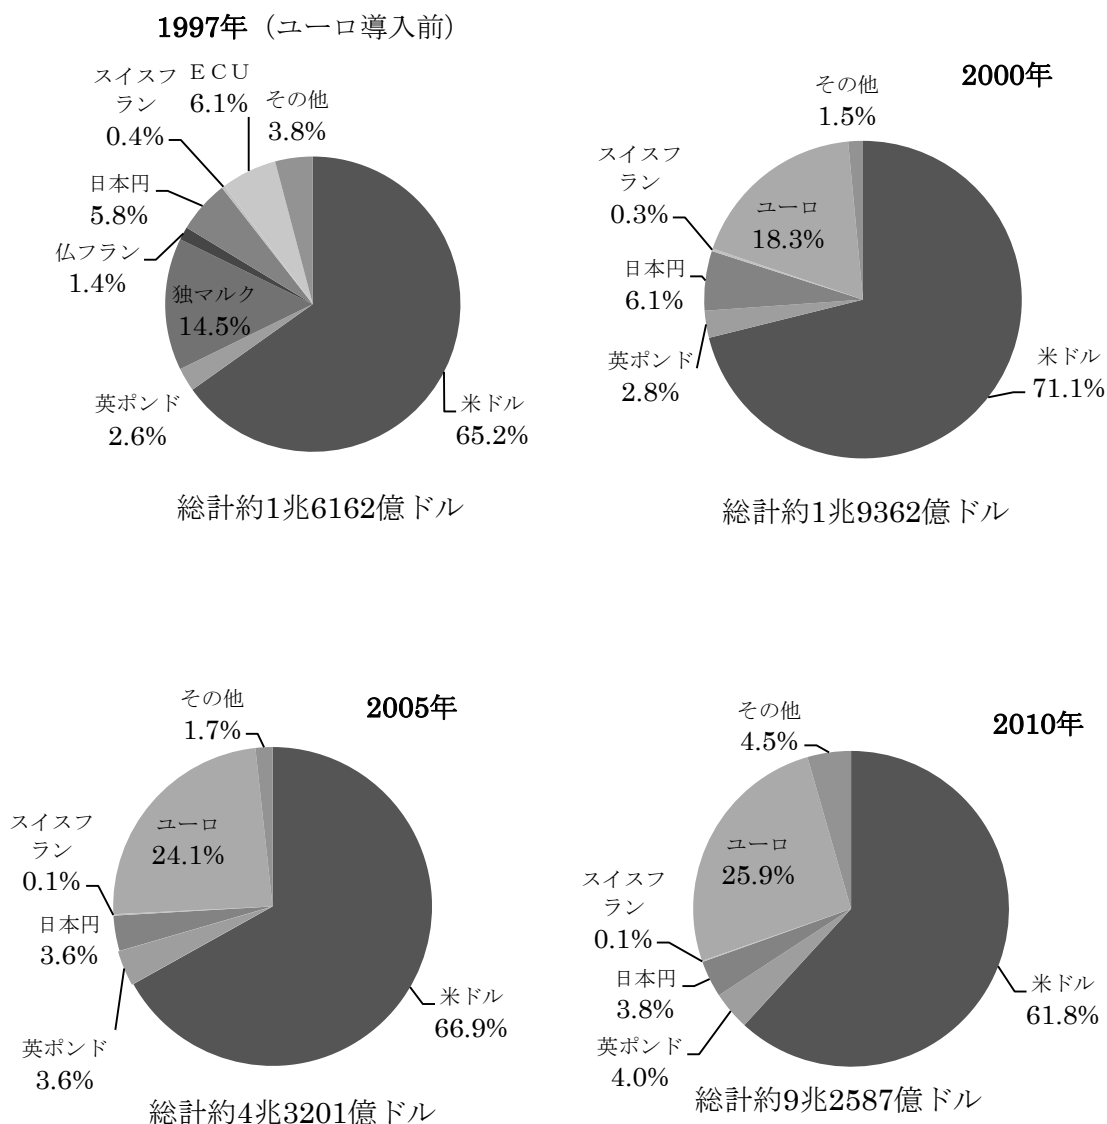 1997年（ユーロ導入前）
スイスフ
ラン
0.4%
ＥＣＵ
6.1%
その他
3.8%
日本円
5.8%
仏フラン
1.4%
独マルク
14.5%
英ポンド
2.6%
米ドル
65.2%
総計約1兆6162億ドル
2000年
その他
1.5%
スイスフ
ラン
0.3%
ユーロ
18.3%
日本円
6.1%
英ポンド
2.8%
米ドル
71.1%
総計約1兆9362億ドル
2005年
その他
1.7%
スイスフ
ラン
0.1%
ユーロ
24.1%
日本円
3.6%
英ポンド
3.6%
米ドル
66.9%
総計約4兆3201億ドル
2010年
その他
4.5%
ユーロ
25.9%
スイスフ
ラン
0.1%
日本円
3.8%
英ポンド
4.0%
米ドル
61.8%
総計約9兆2587億ドル